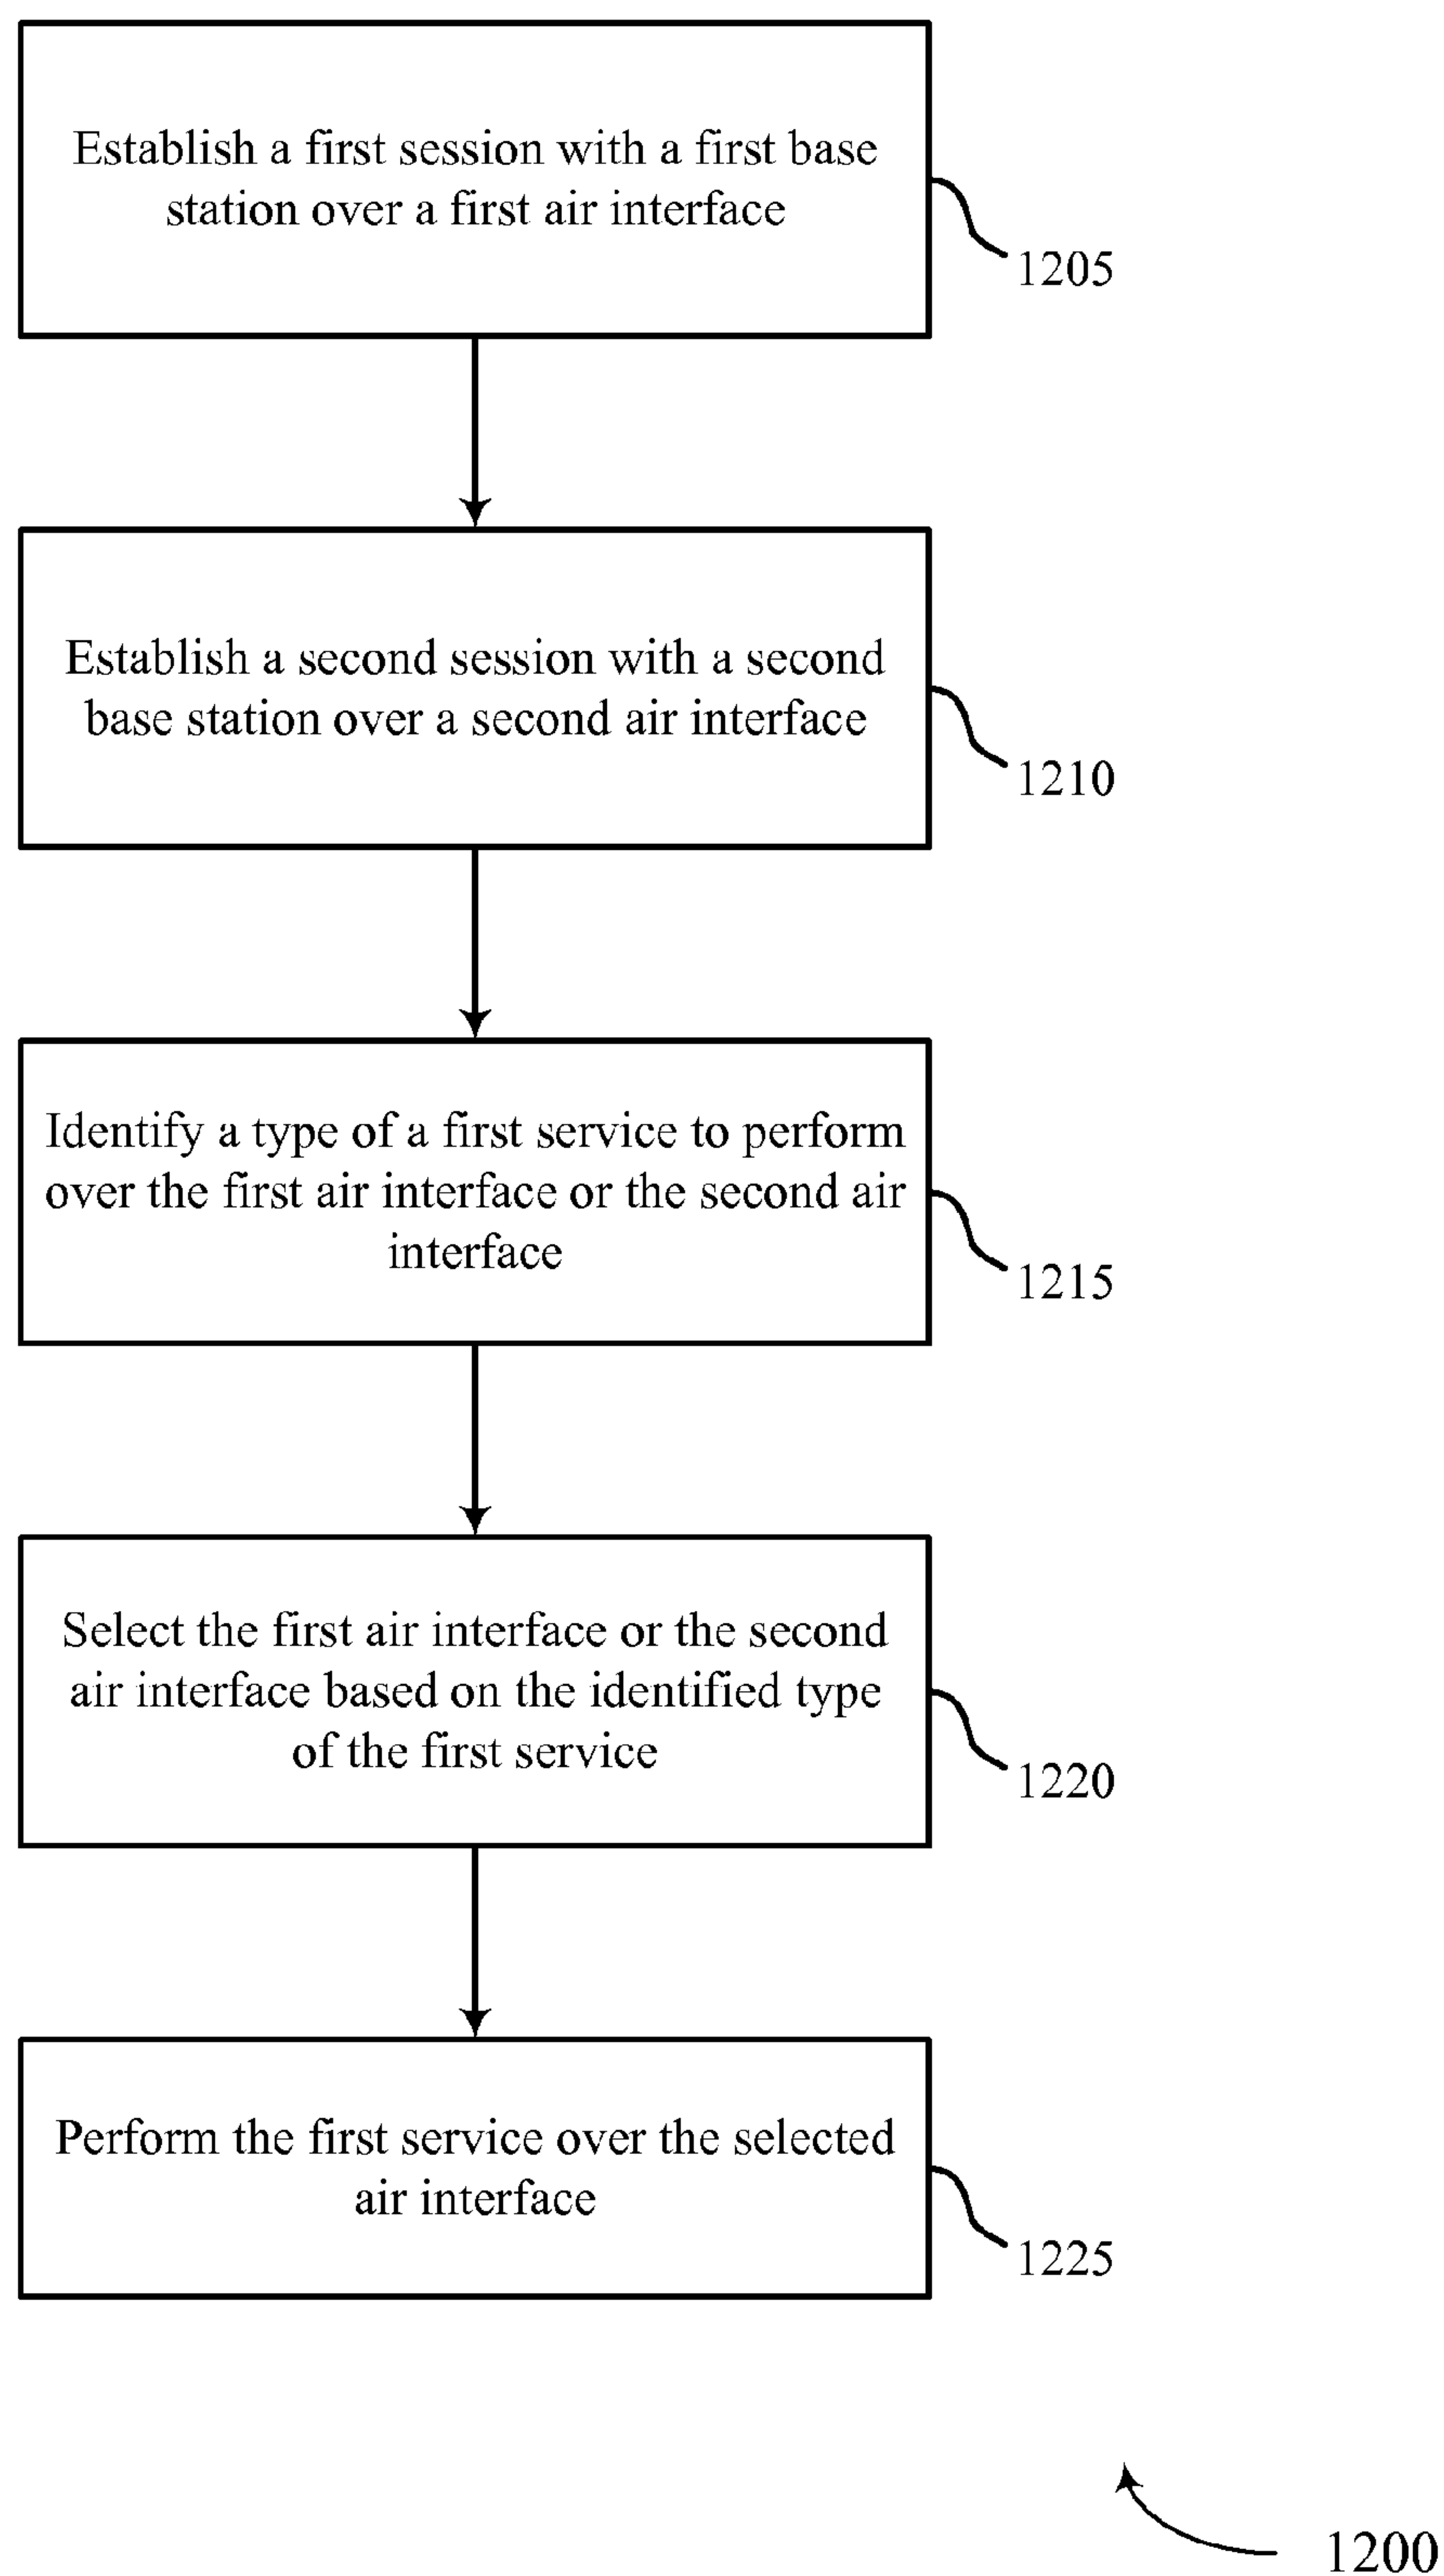 Establish a first session with a first base
station over a first air interface
1205
Establish a second session with a second
base station over a second air interface
1210
Identify a type of a first service to perform
over the first air interface or the second air
interface
1215
Select the first air interface or the second
air interface based on the identified type
of the first service
1220
Perform the first service over the selected
air interface
1225
1200